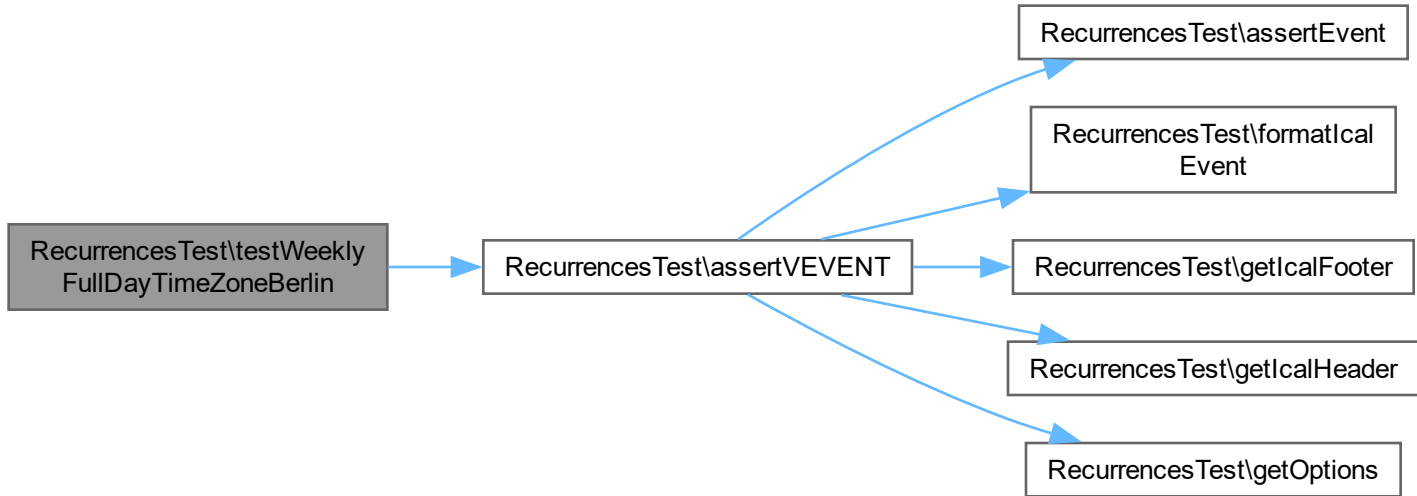 RecurrencesTest\testWeekly
FullDayTimeZoneBerlin
RecurrencesTest\assertVEVENT
RecurrencesTest\assertEvent
RecurrencesTest\formatIcal
Event
RecurrencesTest\getIcalFooter
RecurrencesTest\getIcalHeader
RecurrencesTest\getOptions